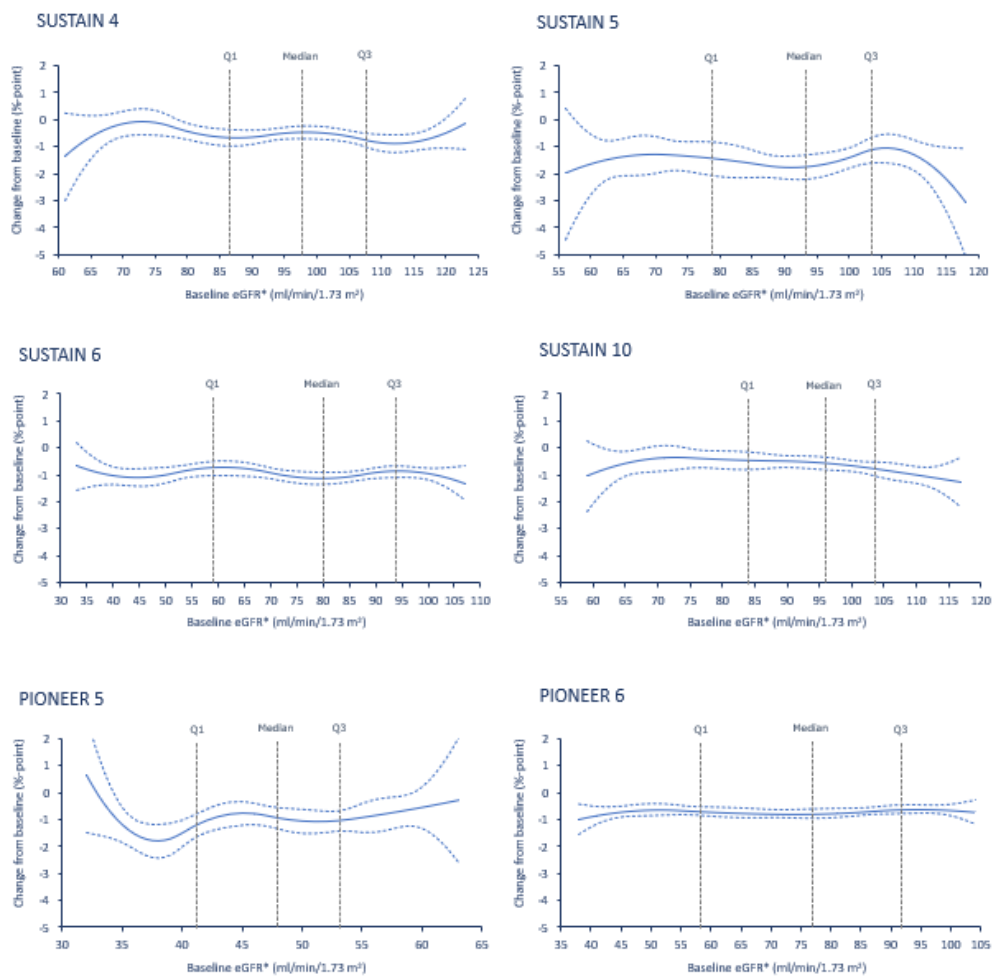 SUSTAIN 4
Q1 Median Q3
Change from baseline (%-point)
2
1
0
-1
-2
-3
-4
-5
60 65 70 75 80 85 90 95 100 105 110 115 120 125
Baseline eGFR* (ml/min/1.73 m²)
SUSTAIN 5
Q1 Median Q3
Change from baseline (%-point)
2
1
0
-1
-2
-3
-4
-5
55 60 65 70 75 80 85 90 95 100 105 110 115 120
Baseline eGFR* (ml/min/1.73 m²)
SUSTAIN 6
Q1 Median Q3
Change from baseline (%-point)
2
1
0
-1
-2
-3
-4
-5
30 35 40 45 50 55 60 65 70 75 80 85 90 95 100 105 110
Baseline eGFR* (ml/min/1.73 m²)
SUSTAIN 10
Q1 Median Q3
Change from baseline (%-point)
2
1
0
-1
-2
-3
-4
-5
55 60 65 70 75 80 85 90 95 100 105 110 115 120
Baseline eGFR* (ml/min/1.73 m²)
PIONEER 5
Q1 Median Q3
Change from baseline (%-point)
2
1
0
-1
-2
-3
-4
-5
30 35 40 45 50 55 60 65
Baseline eGFR* (ml/min/1.73 m²)
PIONEER 6
Q1 Median Q3
Change from baseline (%-point)
2
1
0
-1
-2
-3
-4
-5
35 40 45 50 55 60 65 70 75 80 85 90 95 100 105
Baseline eGFR* (ml/min/1.73 m²)